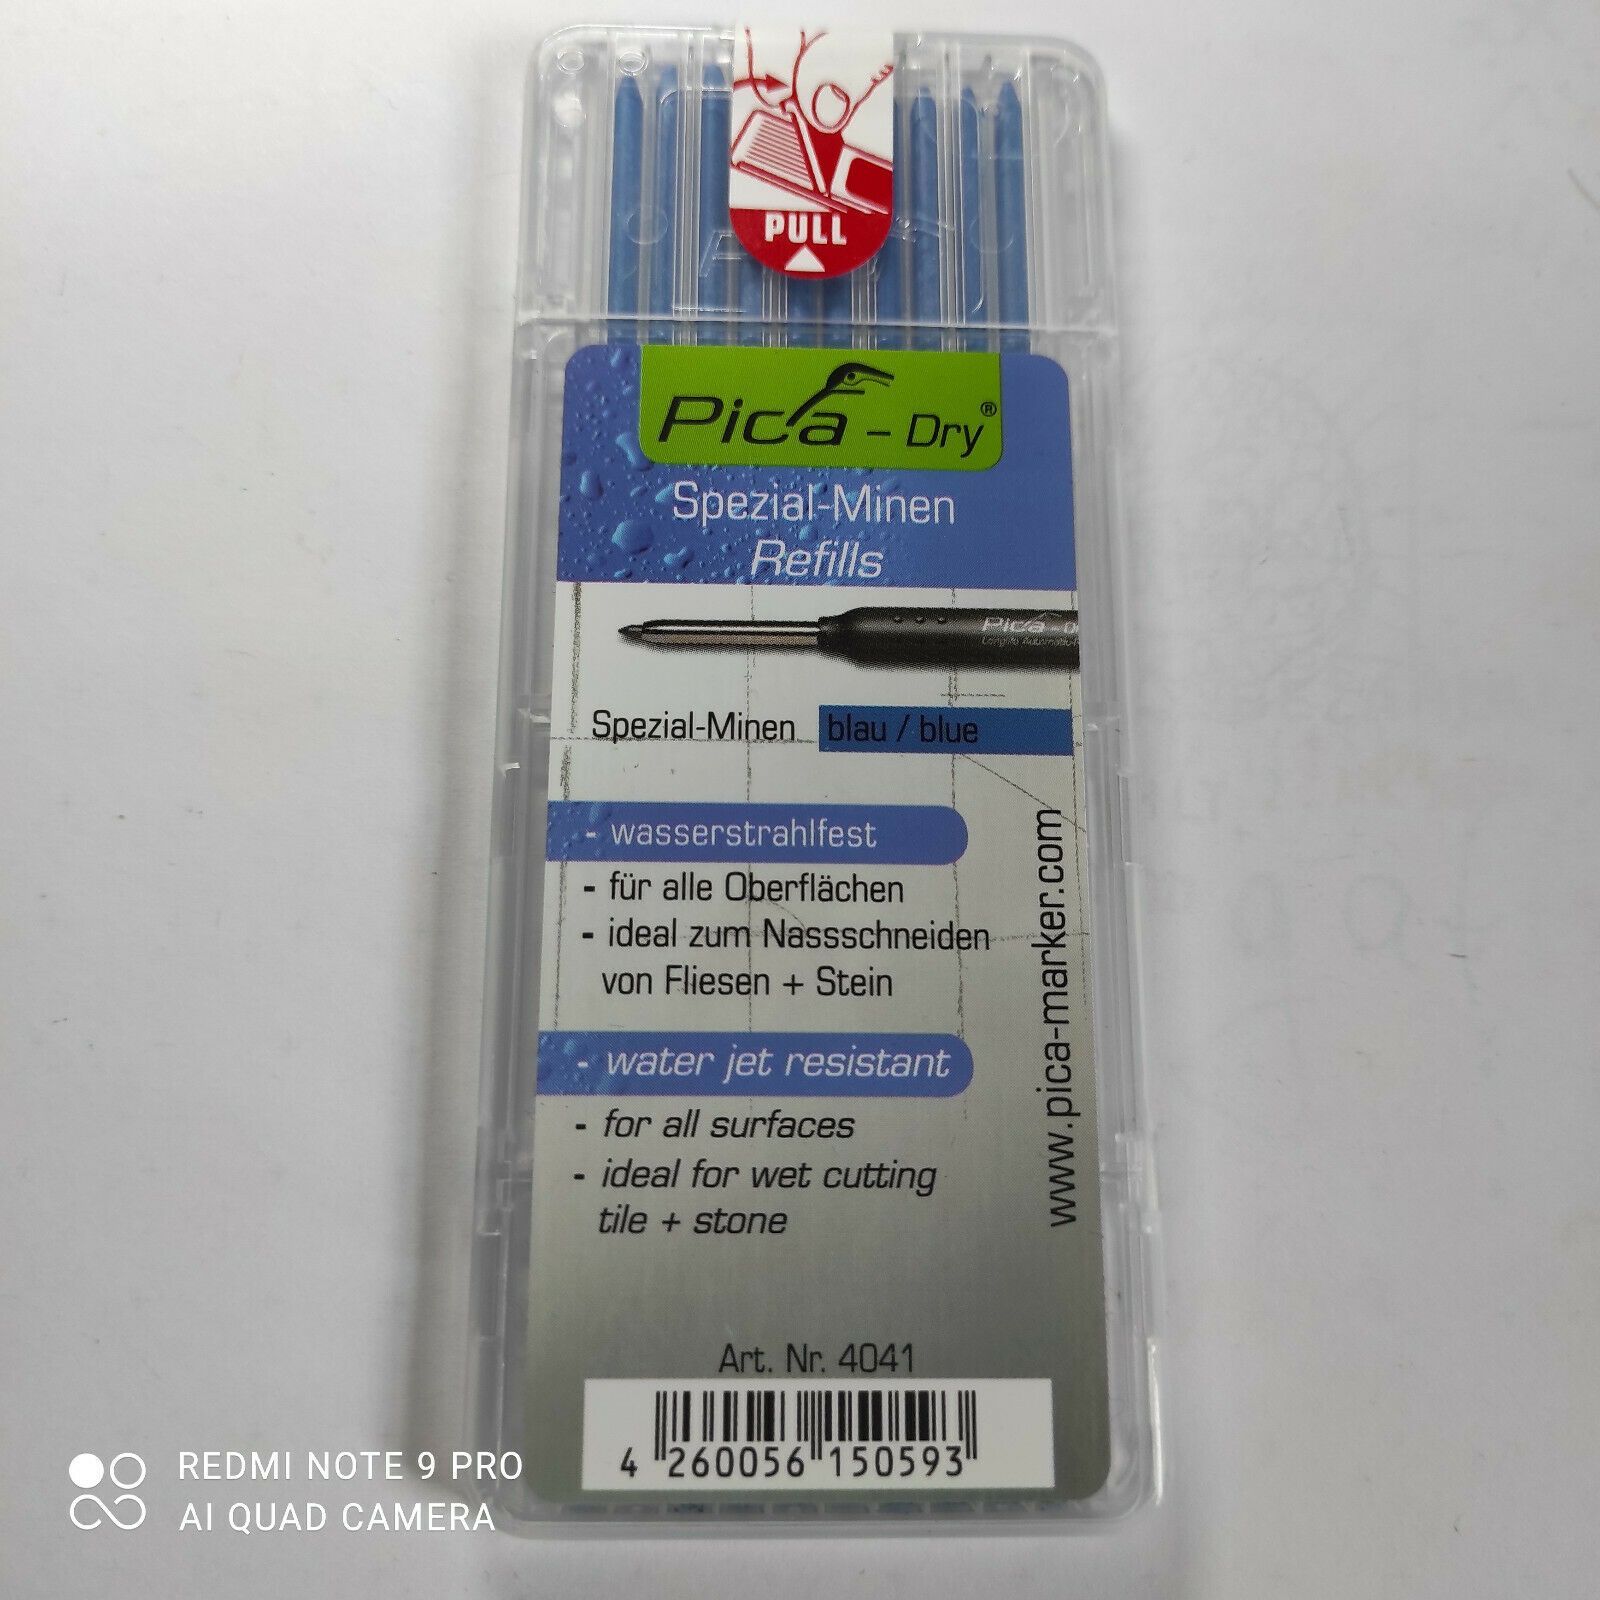 PULL
Pica - Dry®
Spezial-Minen
Refills
Pica
Spezial-Minen blau / blue
- wasserstrahlfest
- für alle Oberflächen
- ideal zum Nassschneiden
von Fliesen + Stein
- water jet resistant
- for all surfaces
- ideal for wet cutting
tile + stone
www.pica-marker.com
Art. Nr. 4041
4 260056 150593
REDMI NOTE 9 PRO
AI QUAD CAMERA